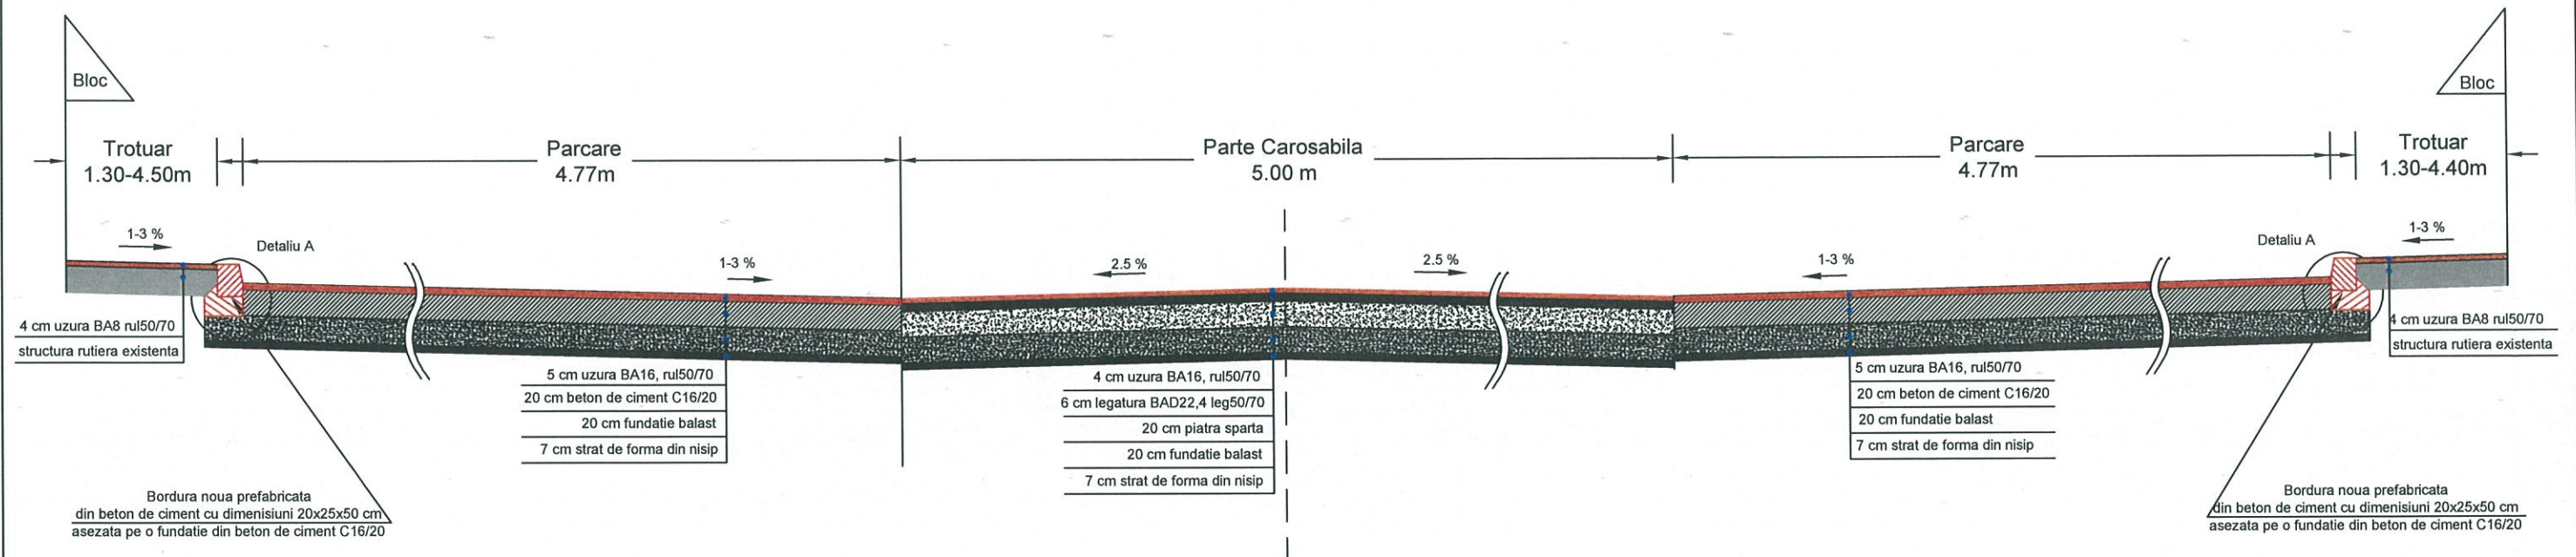 Bloc
Bloc
Trotuar
1.30-4.50m
Parcare
4.77m
Parte Carosabila
5.00 m
Parcare
4.77m
Trotuar
1.30-4.40m
1-3 %
Detaliu A
1-3 %
2.5 %
2.5 %
1-3 %
Detaliu A
1-3 %
4 cm uzura BA8 rul50/70
structura rutiera existenta
5 cm uzura BA16, rul50/70
20 cm beton de ciment C16/20
20 cm fundatie balast
7 cm strat de forma din nisip
4 cm uzura BA16, rul50/70
6 cm legatura BAD22,4 leg50/70
20 cm piatra sparta
20 cm fundatie balast
7 cm strat de forma din nisip
5 cm uzura BA16, rul50/70
20 cm beton de ciment C16/20
20 cm fundatie balast
7 cm strat de forma din nisip
4 cm uzura BA8 rul50/70
structura rutiera existenta
Bordura noua prefabricata
din beton de ciment cu dimenisiuni 20x25x50 cm
asezata pe o fundatie din beton de ciment C16/20
Bordura noua prefabricata
din beton de ciment cu dimenisiuni 20x25x50 cm
asezata pe o fundatie din beton de ciment C16/20